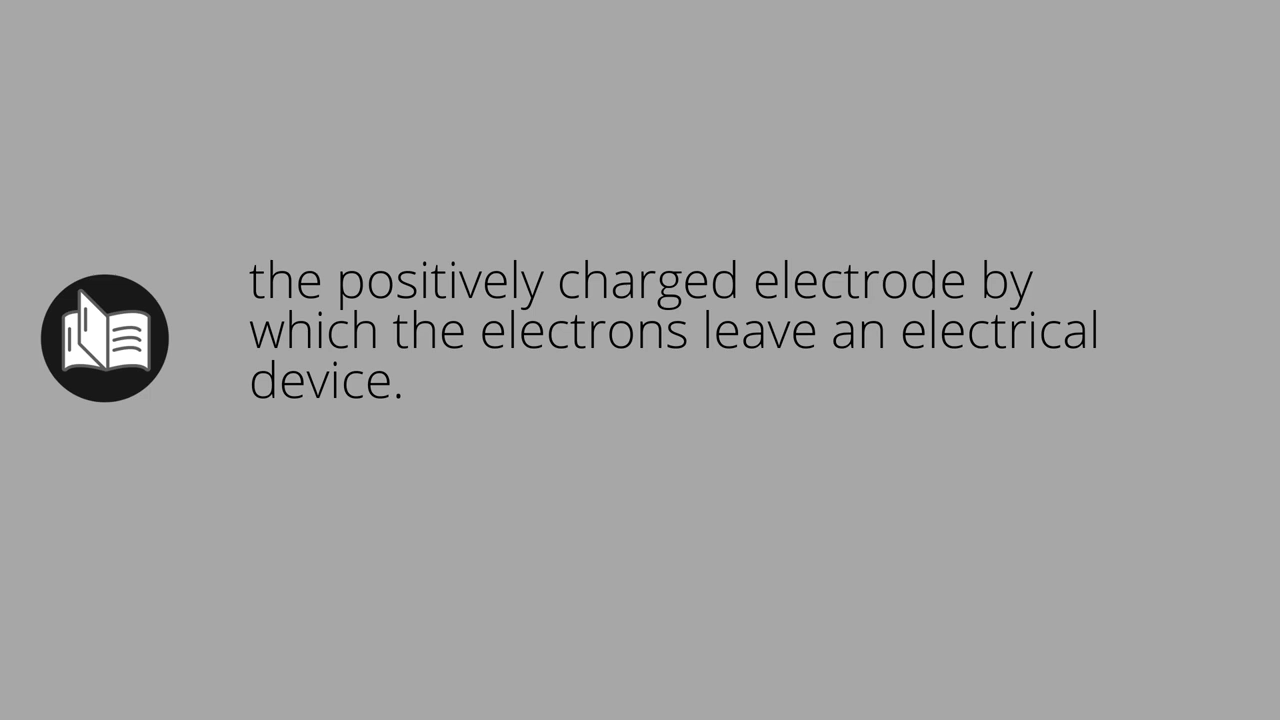 the positively charged electrode by
which the electrons leave an electrical
device.